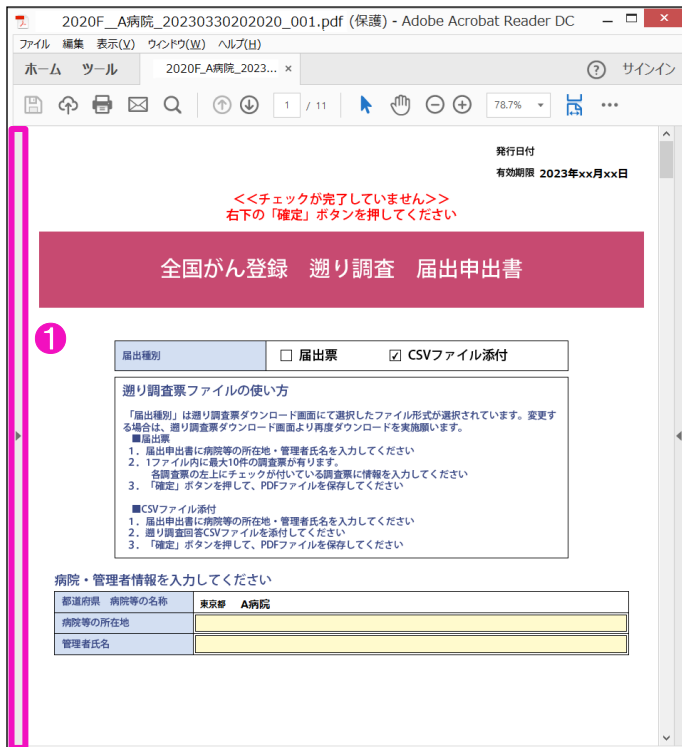 2020F__A病院_20230330202020_001.pdf (保護) - Adobe Acrobat Reader DC
ファイル 編集 表示(V) ウィンドウ(W) ヘルプ(H)
ホーム ツール 2020F_A病院_2023... × ? サインイン
1 / 11 78.7%
発行日付
有効期限 2023年xx月xx日
<<チェックが完了していません>>
右下の「確定」ボタンを押してください
全国がん登録 遡り調査 届出申出書
1
届出種別 届出票 CSVファイル添付
遡り調査票ファイルの使い方
「届出種別」は遡り調査票ダウンロード画面にて選択したファイル形式が選択されています。変更す
る場合は、遡り調査票ダウンロード画面より再度ダウンロードを実施願います。
■届出票
1. 届出申出書に病院等の所在地・管理者氏名を入力してください
2. 1ファイル内に最大10件の調査票が有ります。
各調査票の左上にチェックが付いている調査票に情報を入力してください
3. 「確定」ボタンを押して、PDFファイルを保存してください
■CSVファイル添付
1. 届出申出書に病院等の所在地・管理者氏名を入力してください
2. 遡り調査回答CSVファイルを添付してください
3. 「確定」ボタンを押して、PDFファイルを保存してください
病院・管理者情報を入力してください
都道府県 病院等の名称 東京都 A病院
病院等の所在地
管理者氏名